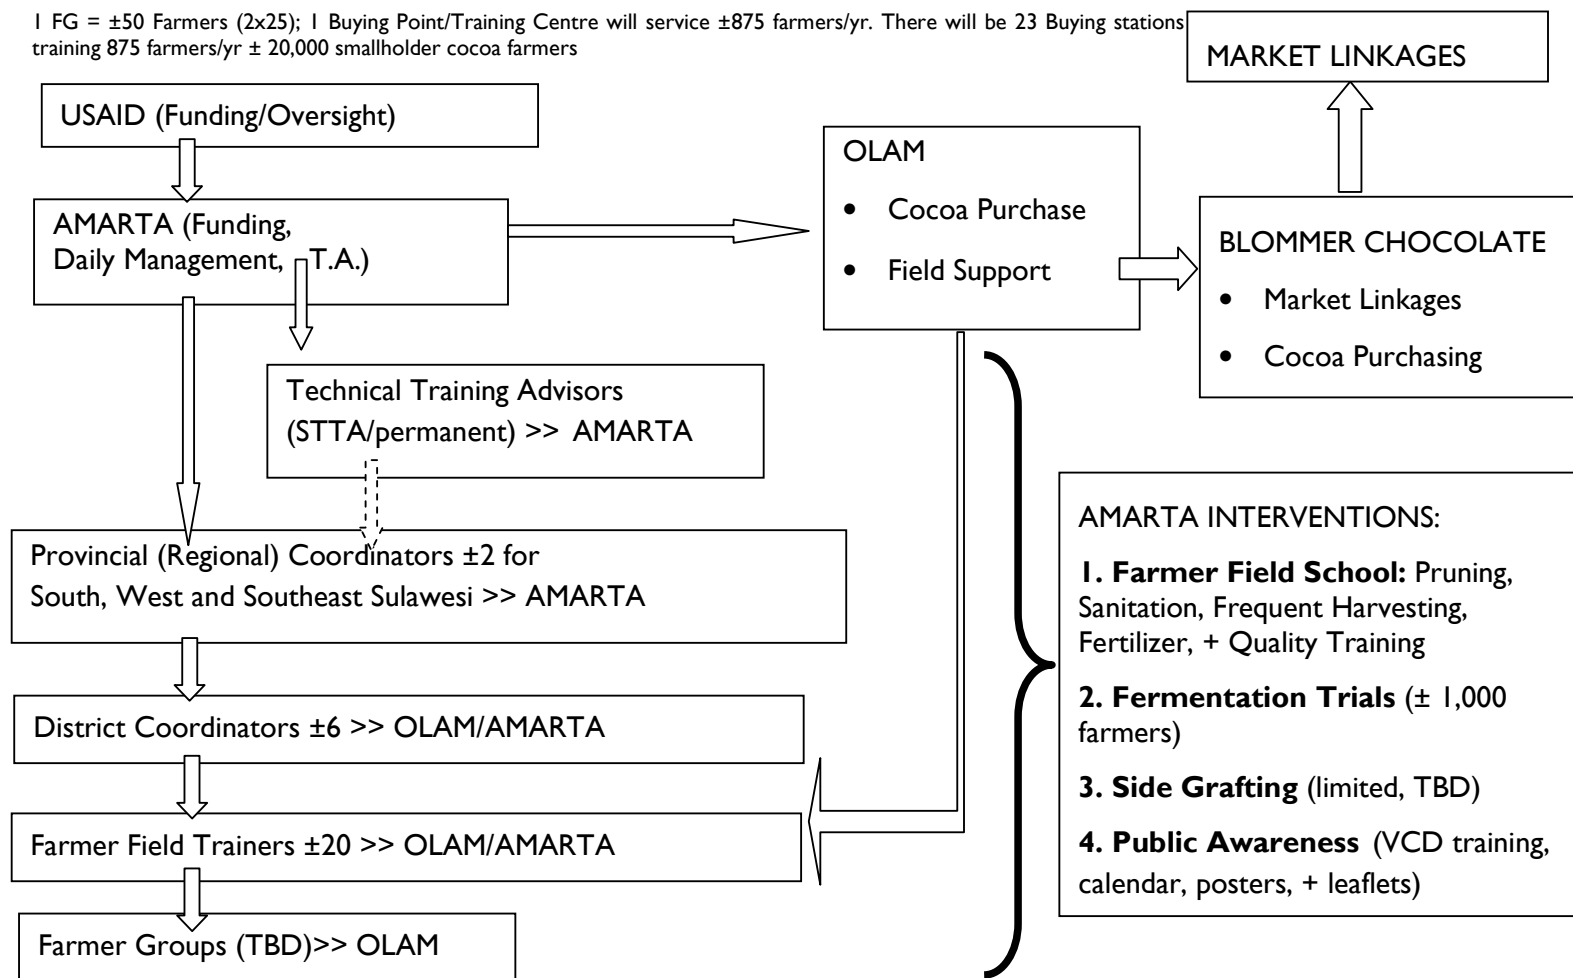 1 FG = ±50 Farmers (2x25); 1 Buying Point/Training Centre will service ±875 farmers/yr. There will be 23 Buying stations
training 875 farmers/yr ± 20,000 smallholder cocoa farmers
MARKET LINKAGES
USAID (Funding/Oversight)
AMARTA (Funding,
Daily Management, T.A.)
OLAM
• Cocoa Purchase
• Field Support
BLOMMER CHOCOLATE
• Market Linkages
• Cocoa Purchasing
Technical Training Advisors
(STTA/permanent) >> AMARTA
Provincial (Regional) Coordinators ±2 for
South, West and Southeast Sulawesi >> AMARTA
District Coordinators ±6 >> OLAM/AMARTA
Farmer Field Trainers ±20 >> OLAM/AMARTA
Farmer Groups (TBD)>> OLAM
AMARTA INTERVENTIONS:
1. Farmer Field School: Pruning,
Sanitation, Frequent Harvesting,
Fertilizer, + Quality Training
2. Fermentation Trials (± 1,000
farmers)
3. Side Grafting (limited, TBD)
4. Public Awareness (VCD training,
calendar, posters, + leaflets)